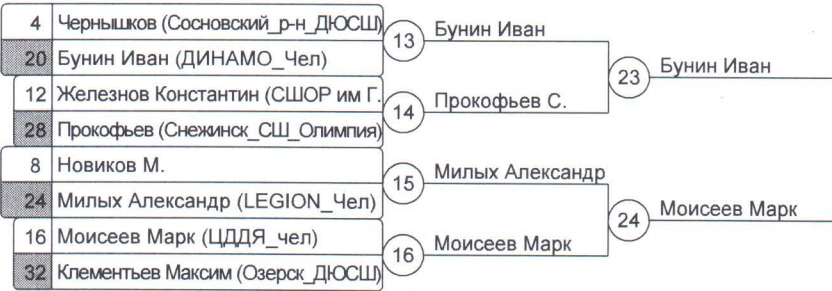 4 Чернышков (Сосновский_р-н_ДЮСШ)
20 Бунин Иван (ДИНАМО_Чел)
13 Бунин Иван
12 Железнов Константин (СШОР им Г.
28 Прокофьев (Снежинск_СШ_Олимпия)
14 Прокофьев С.
23 Бунин Иван
8 Новиков М.
24 Милых Александр (LEGION_Чел)
15 Милых Александр
16 Моисеев Марк (ЦДДЯ_чел)
32 Клементьев Максим (Озерск_ДЮСШ)
16 Моисеев Марк
24 Моисеев Марк